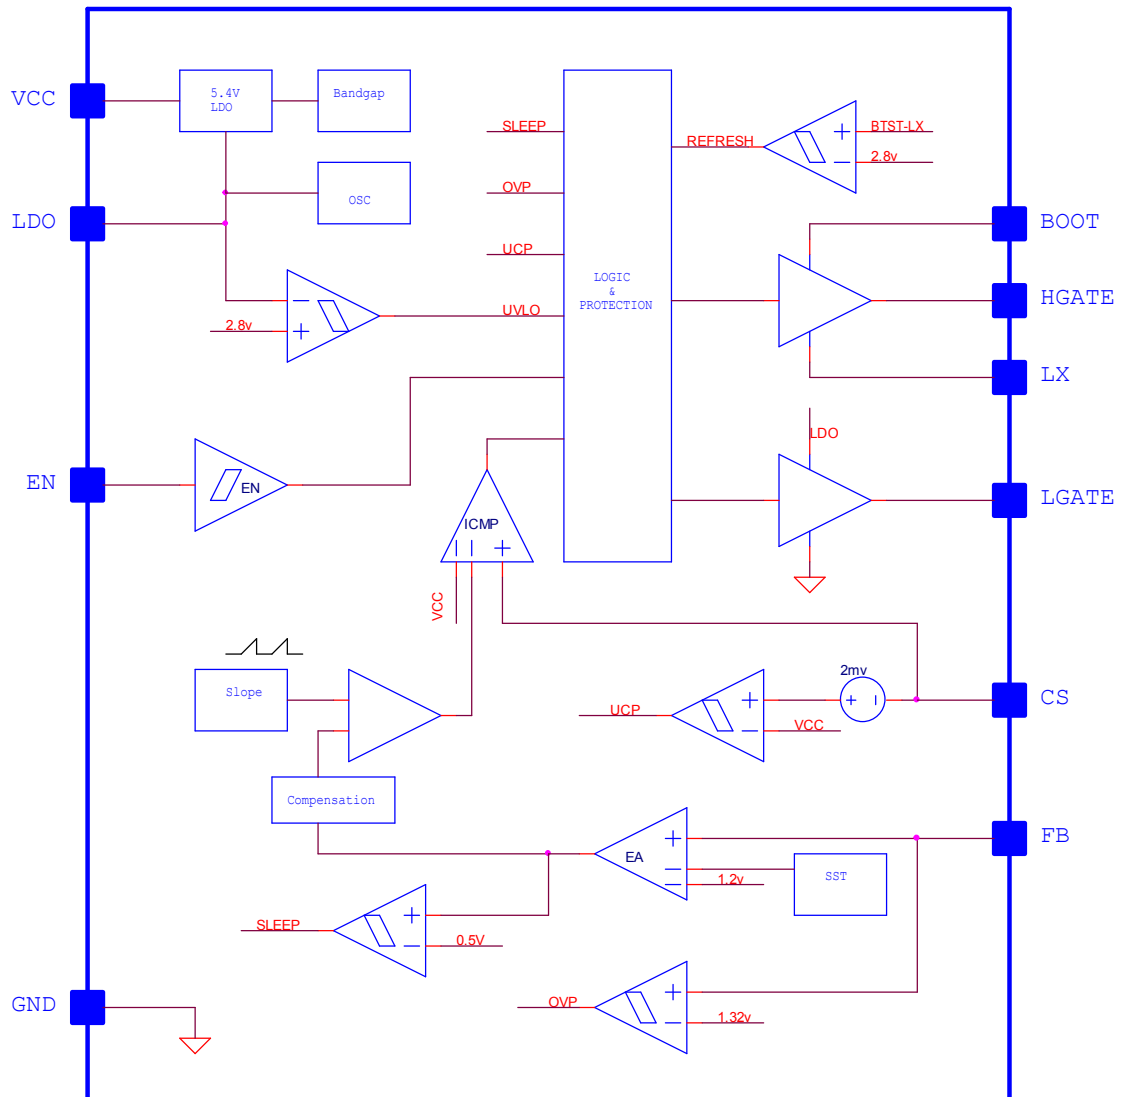 VCC
5.4V
LDO
Bandgap
SLEEP
REFRESH
+
BTST-LX
−
2.8v
OVP
OSC
LDO
BOOT
UCP
LOGIC
&
PROTECTION
−
+
2.8v
UVLO
HGATE
LX
LDO
EN
EN
LGATE
ICMP
− − +
VCC
Slope
2mv
+ −
UCP
+
−
VCC
CS
Compensation
EA
+
−
−
1.2v
SST
FB
SLEEP
+
−
0.5V
GND
OVP
+
−
1.32v